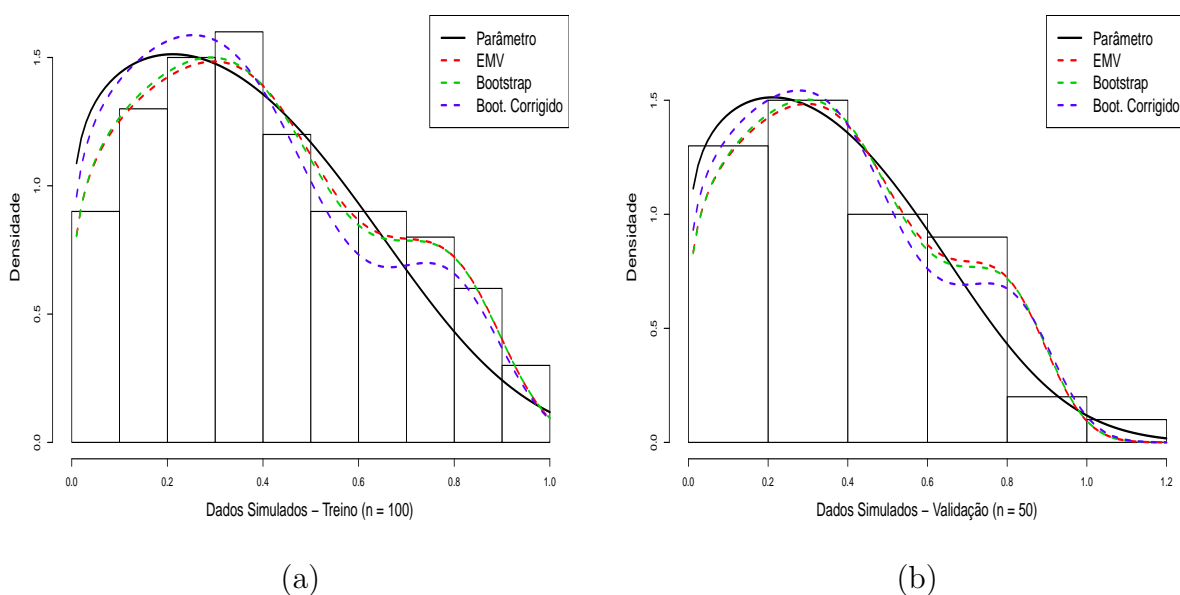 Parâmetro
EMV
Bootstrap
Boot. Corrigido
Densidade
0.0
0.5
1.0
1.5
0.0
0.2
0.4
0.6
0.8
1.0
Dados Simulados – Treino (n = 100)
(a)
Parâmetro
EMV
Bootstrap
Boot. Corrigido
Densidade
0.0
0.5
1.0
1.5
0.0
0.2
0.4
0.6
0.8
1.0
1.2
Dados Simulados – Validação (n = 50)
(b)